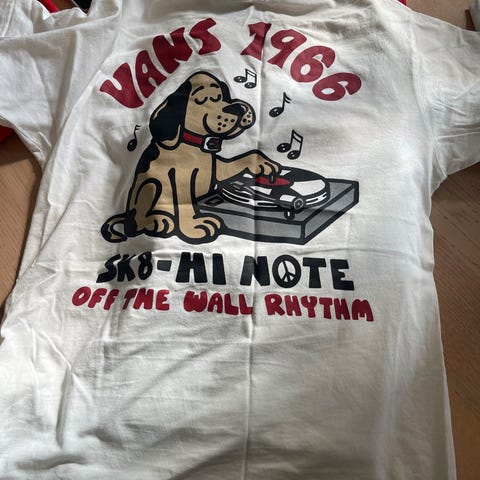 VANS 1966
SK8-HI NOTE
OFF THE WALL RHYTHM